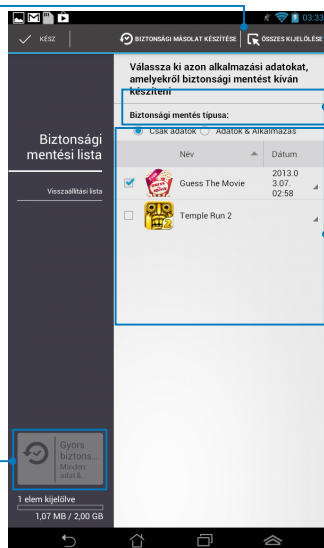 03:33
KÉSZ
BIZTONSÁGI MÁSOLAT KÉSZÍTÉSE
ÖSSZES KIJELÖLÉSE
Biztonsági
mentési lista
Visszaállítási lista
Válassza ki azon alkalmazási adatokat,
amelyekről biztonsági mentést kíván
készíteni
Biztonsági mentés típusa:
Csak adatok
Adatok & Alkalmazás
Név
Dátum
Guess The Movie
2013.0
3.07.
02:58
Temple Run 2
Gyors
biztons...
Minden
adat &..
1 elem kijelölve
1,07 MB / 2,00 GB